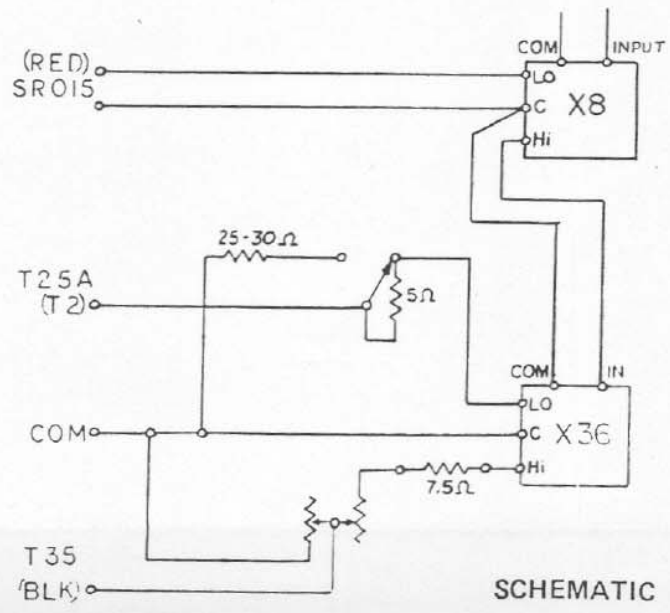 COM INPUT
(RED)
SR015
LO
C X8
Hi
25-30Ω
T25A
(T2)
5Ω
COM IN
LO
COM
C X36
Hi
7.5Ω
T35
(BLK)
SCHEMATIC